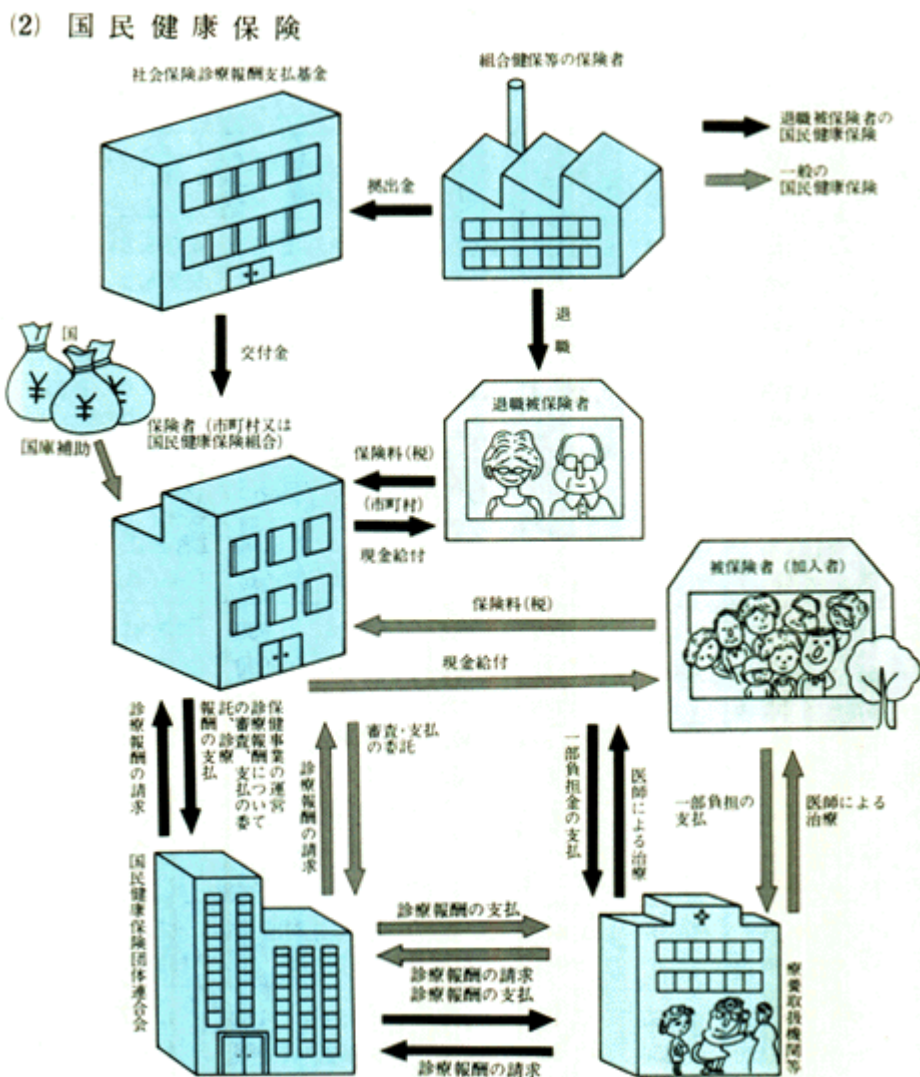 (2) 国民健康保険
社会保険診療報酬支払基金
組合健保等の保険者
退職被保険者の
国民健康保険
一般の
国民健康保険
拠出金
退職
国
¥
¥
¥
交付金
国庫補助
保険者(市町村又は
国民健康保険組合)
退職被保険者
保険料(税)
(市町村)
現金給付
被保険者(加入者)
保険料(税)
現金給付
診療報酬の請求
保健事業の運営
診療報酬について
の審査、支払の委
託、診療
報酬の支払
診療報酬の請求
審査・支払
の委託
一部負担金の支払
医師による治療
一部負担の
支払
医師による
治療
国民健康保険団体連合会
診療報酬の支払
診療報酬の請求
診療報酬の支払
診療報酬の請求
療養取扱機関等